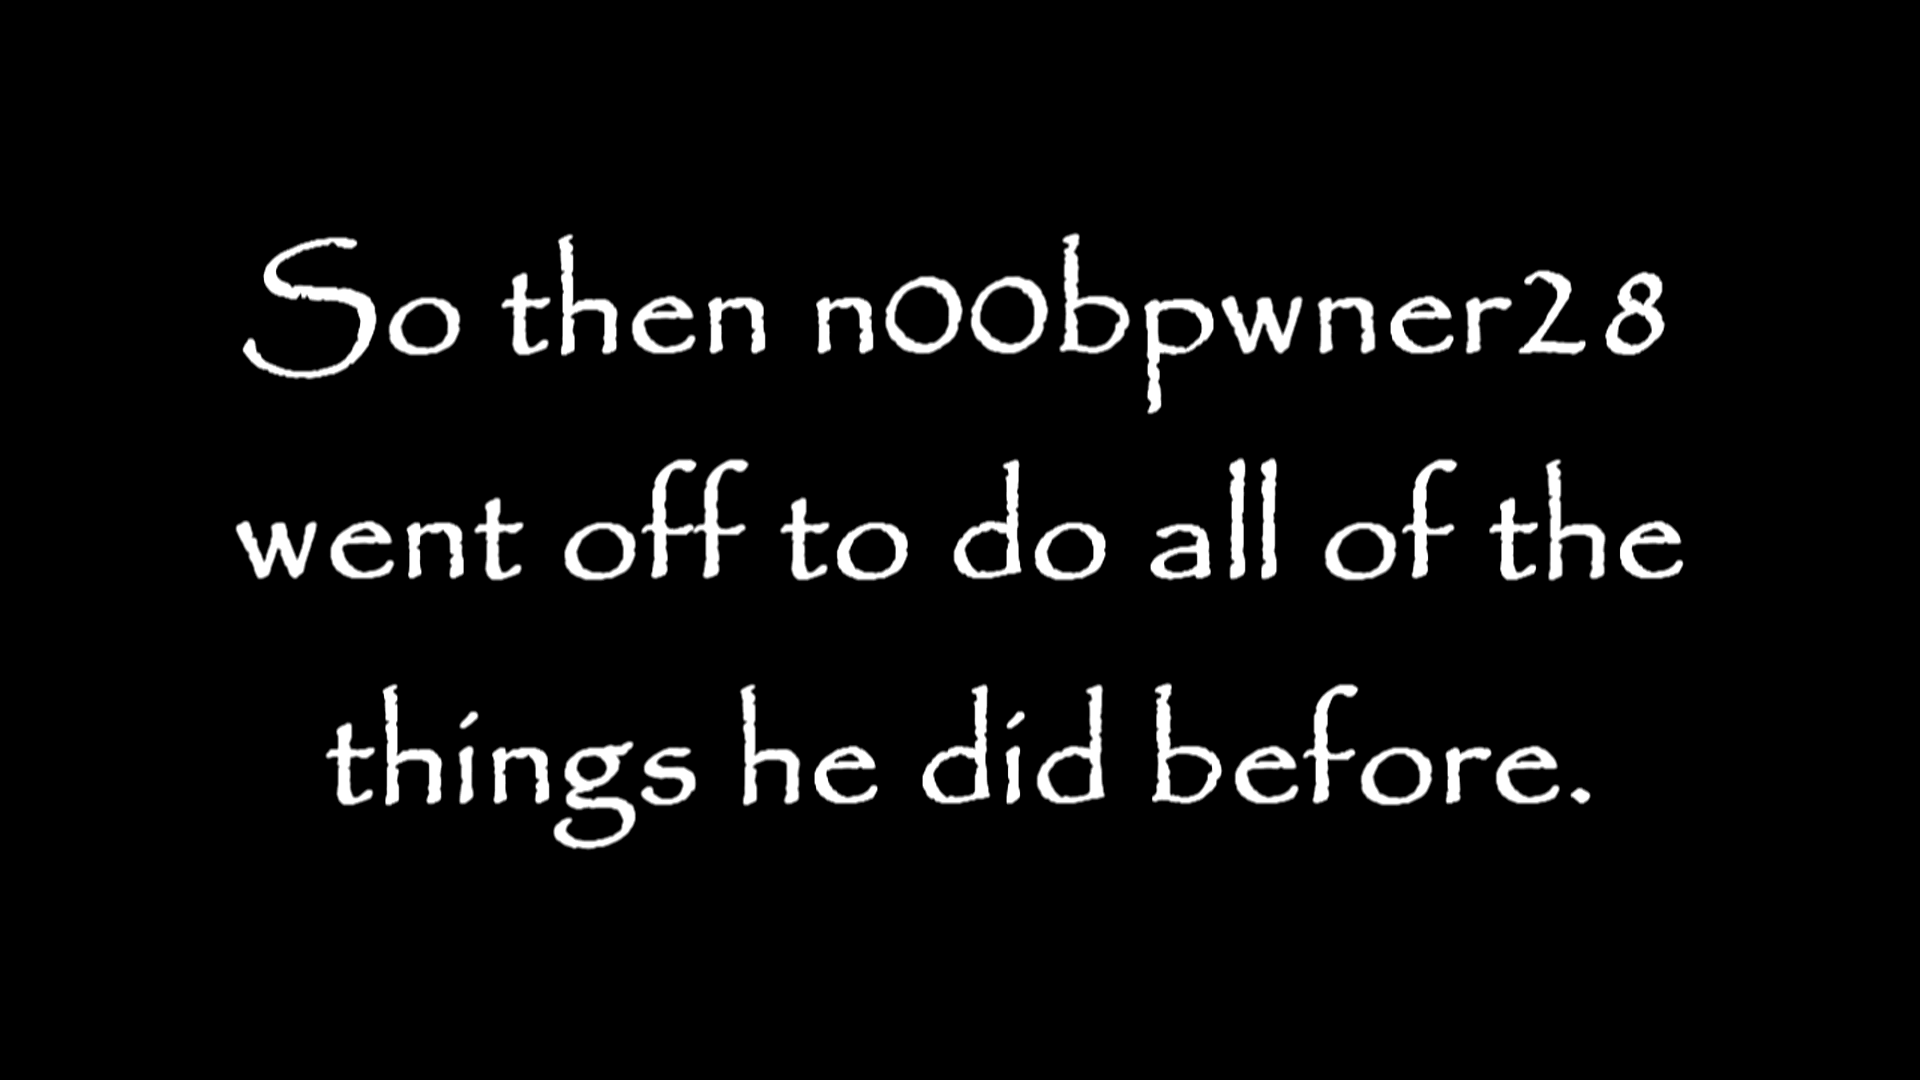 So then n00bpwner28
went off to do all of the
things he did before.